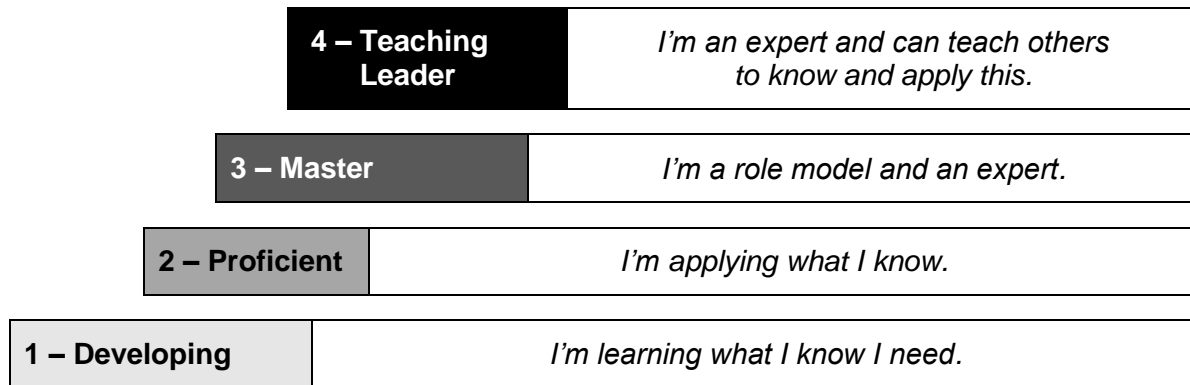 4 – Teaching
Leader
I’m an expert and can teach others
to know and apply this.
3 – Master
I’m a role model and an expert.
2 – Proficient
I’m applying what I know.
1 – Developing
I’m learning what I know I need.